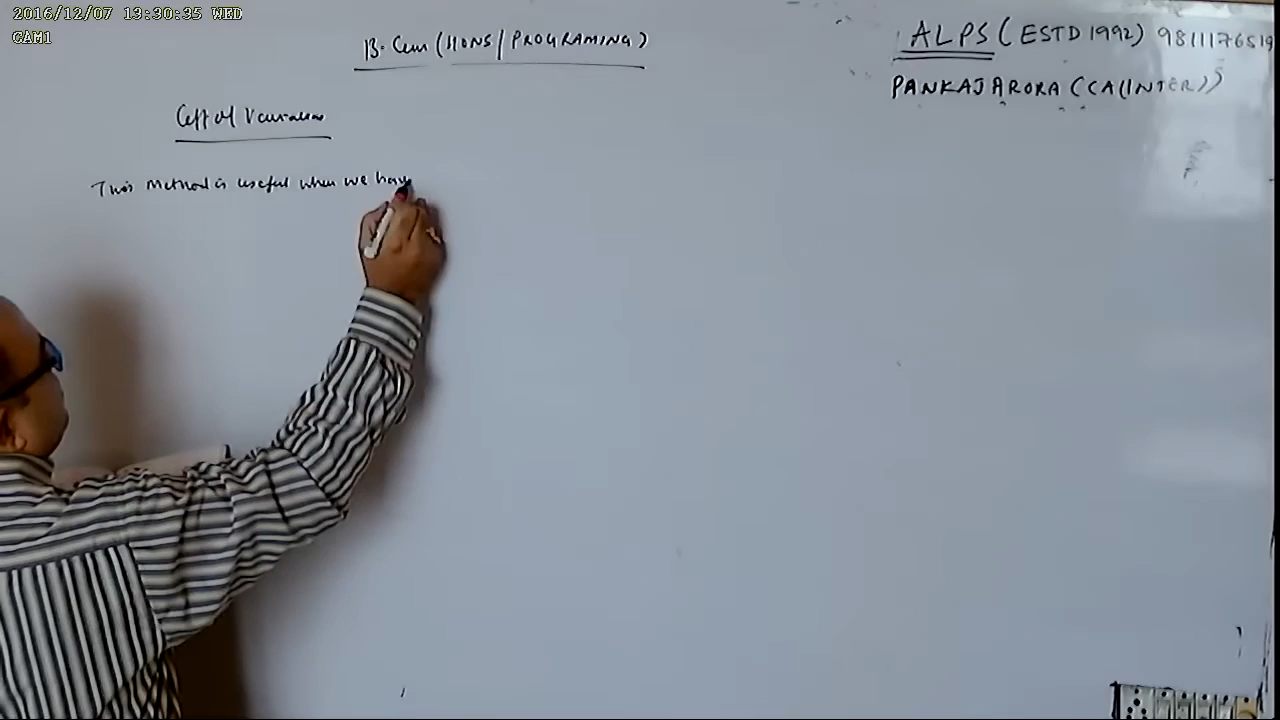 2016/12/07 13:30:35 WED
CAM1
B.Com (HONS/PROGRAMING)
ALPS (ESTD 1992) 9811176519
PANKAJ ARORA (CA(INTER))
Coff of Variation
This Method is useful when we have